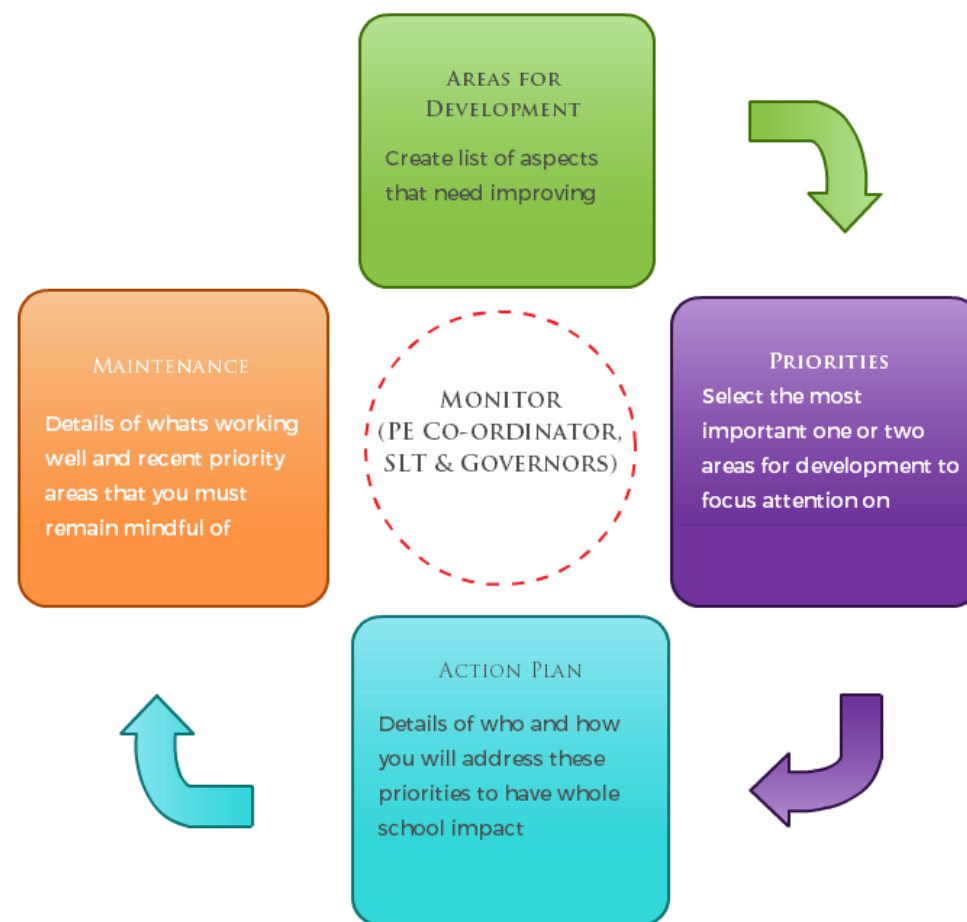 Areas for
Development
Create list of aspects
that need improving
Priorities
Select the most
important one or two
areas for development to
focus attention on
Action Plan
Details of who and how
you will address these
priorities to have whole
school impact
Maintenance
Details of whats working
well and recent priority
areas that you must
remain mindful of
Monitor
(PE Co-ordinator,
SLT & Governors)